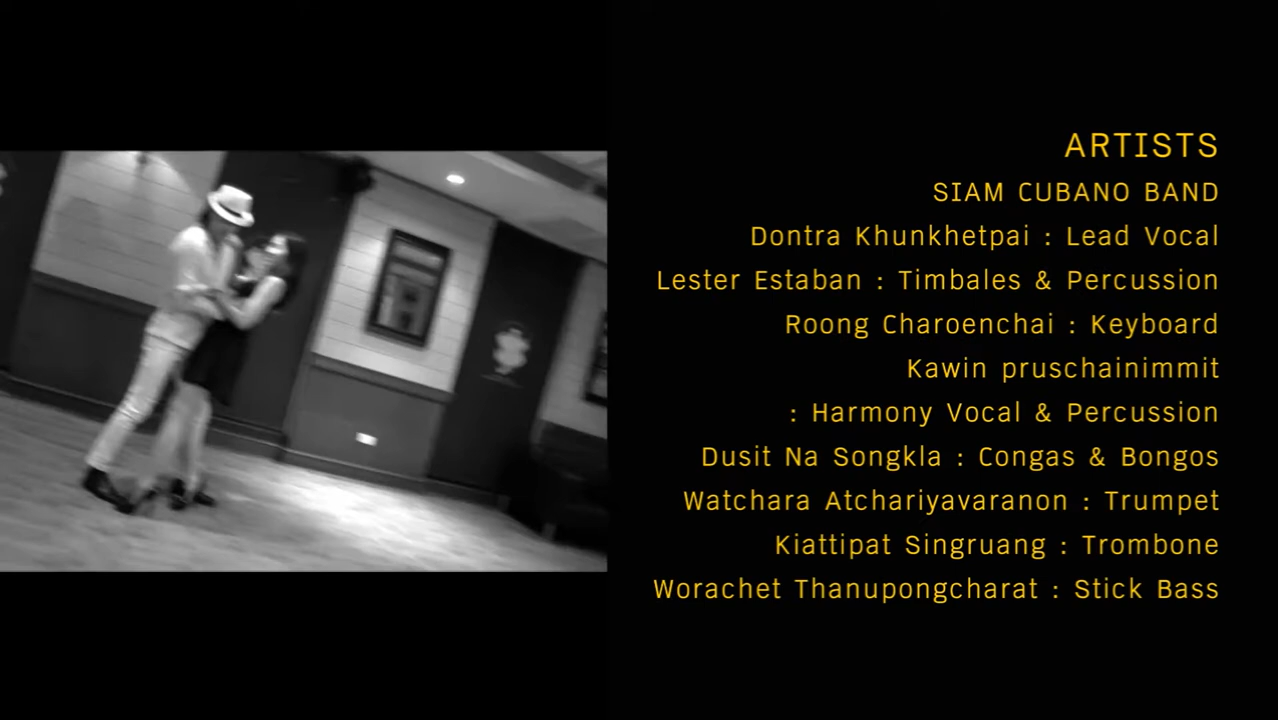 ARTISTS
SIAM CUBANO BAND
Dontra Khunkhetpai : Lead Vocal
Lester Estaban : Timbales & Percussion
Roong Charoenchai : Keyboard
Kawin pruschainimmit
: Harmony Vocal & Percussion
Dusit Na Songkla : Congas & Bongos
Watchara Atchariyavaranon : Trumpet
Kiattipat Singruang : Trombone
Worachet Thanupongcharat : Stick Bass